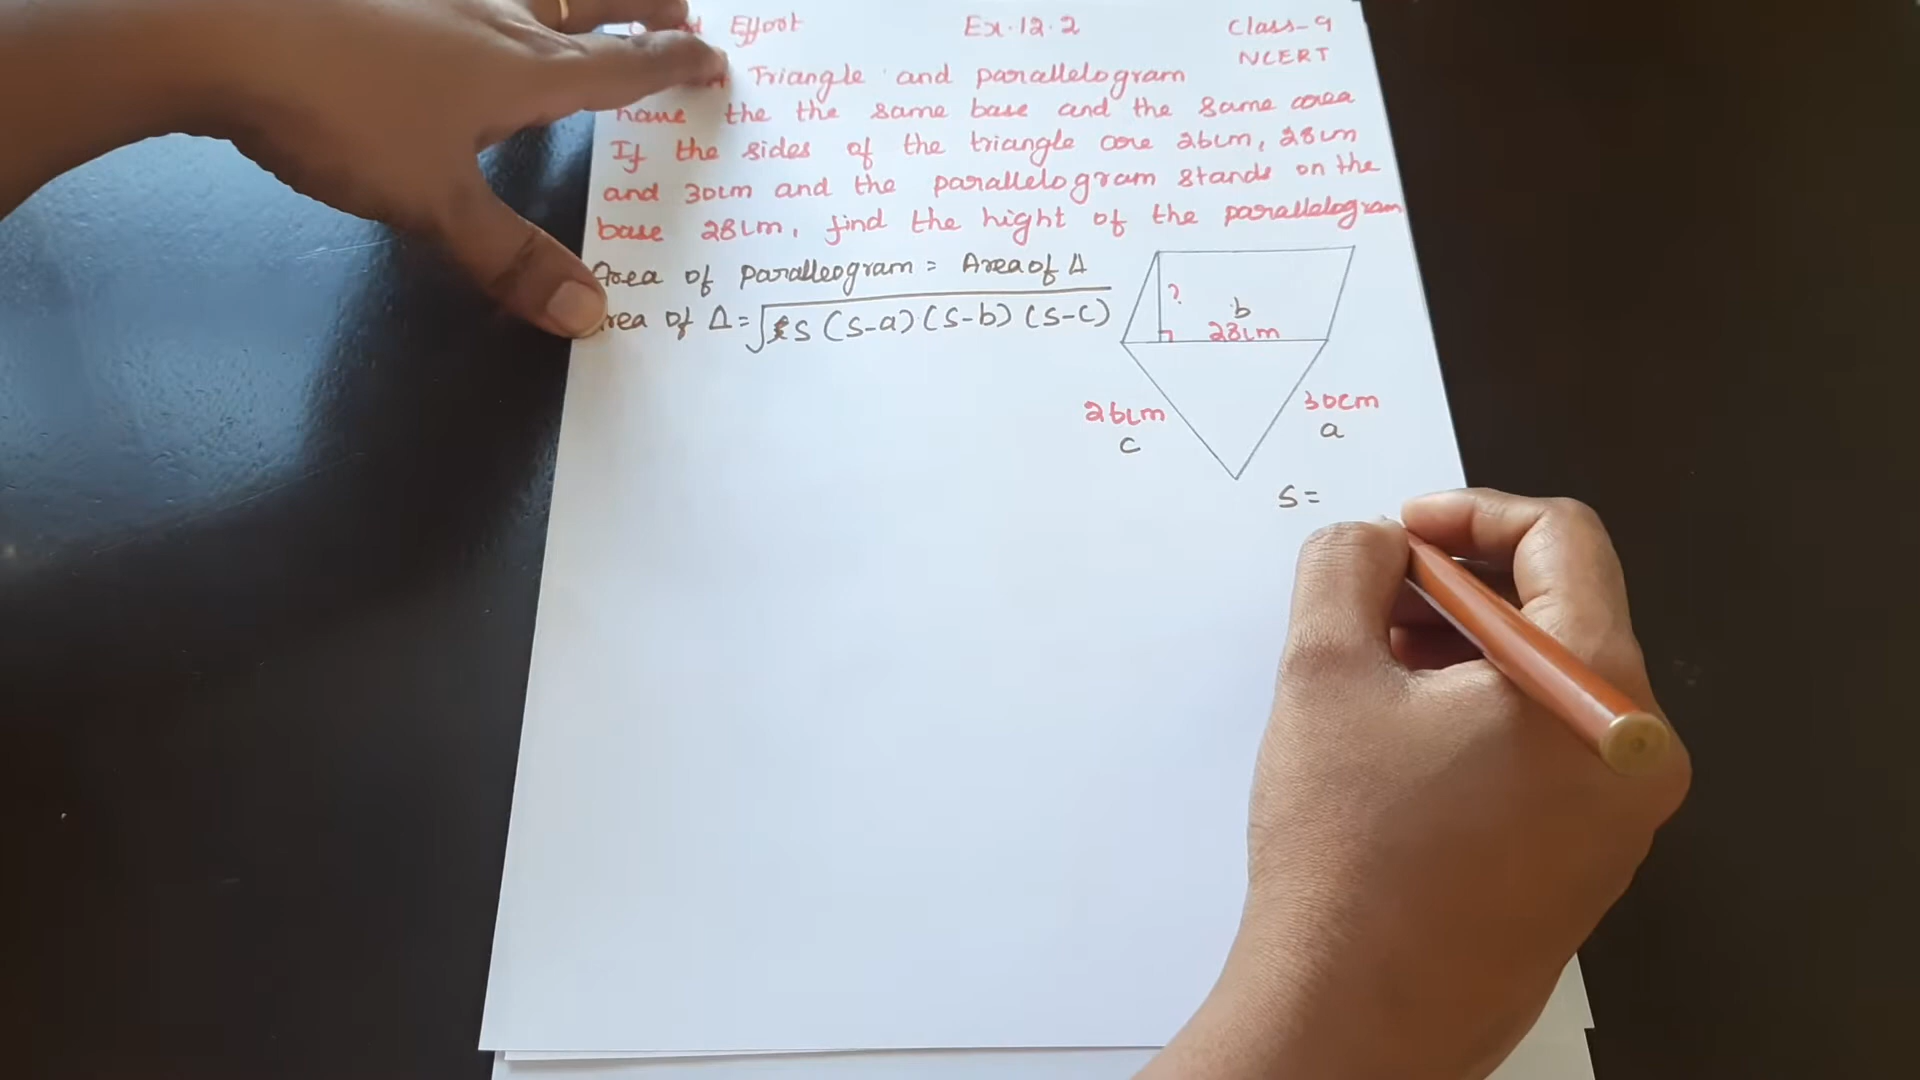 Effort Ex.12.2 Class-9
NCERT
Triangle and parallelogram
have the the same base and the same area
If the sides of the triangle are 26cm, 28cm
and 30cm and the parallelogram stands on the
base 28cm, find the hight of the parallelogram
Area of paralleogram = Area of Δ
rea of Δ = √s (s-a) (s-b) (s-c)
?
b
28cm
26cm
c
30cm
a
S =